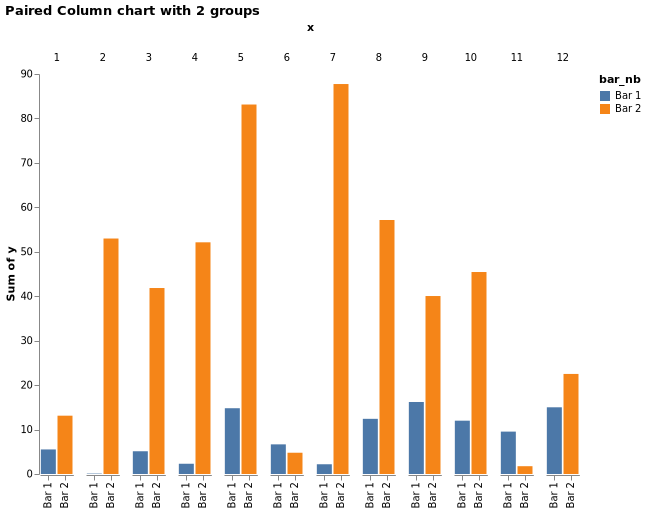 Paired Column chart with 2 groups
x
1 2 3 4 5 6 7 8 9 10 11 12
bar_nb
Bar 1
Bar 2
Sum of y
90
80
70
60
50
40
30
20
10
0
Bar 1 Bar 2 Bar 1 Bar 2 Bar 1 Bar 2 Bar 1 Bar 2 Bar 1 Bar 2 Bar 1 Bar 2 Bar 1 Bar 2 Bar 1 Bar 2 Bar 1 Bar 2 Bar 1 Bar 2 Bar 1 Bar 2 Bar 1 Bar 2